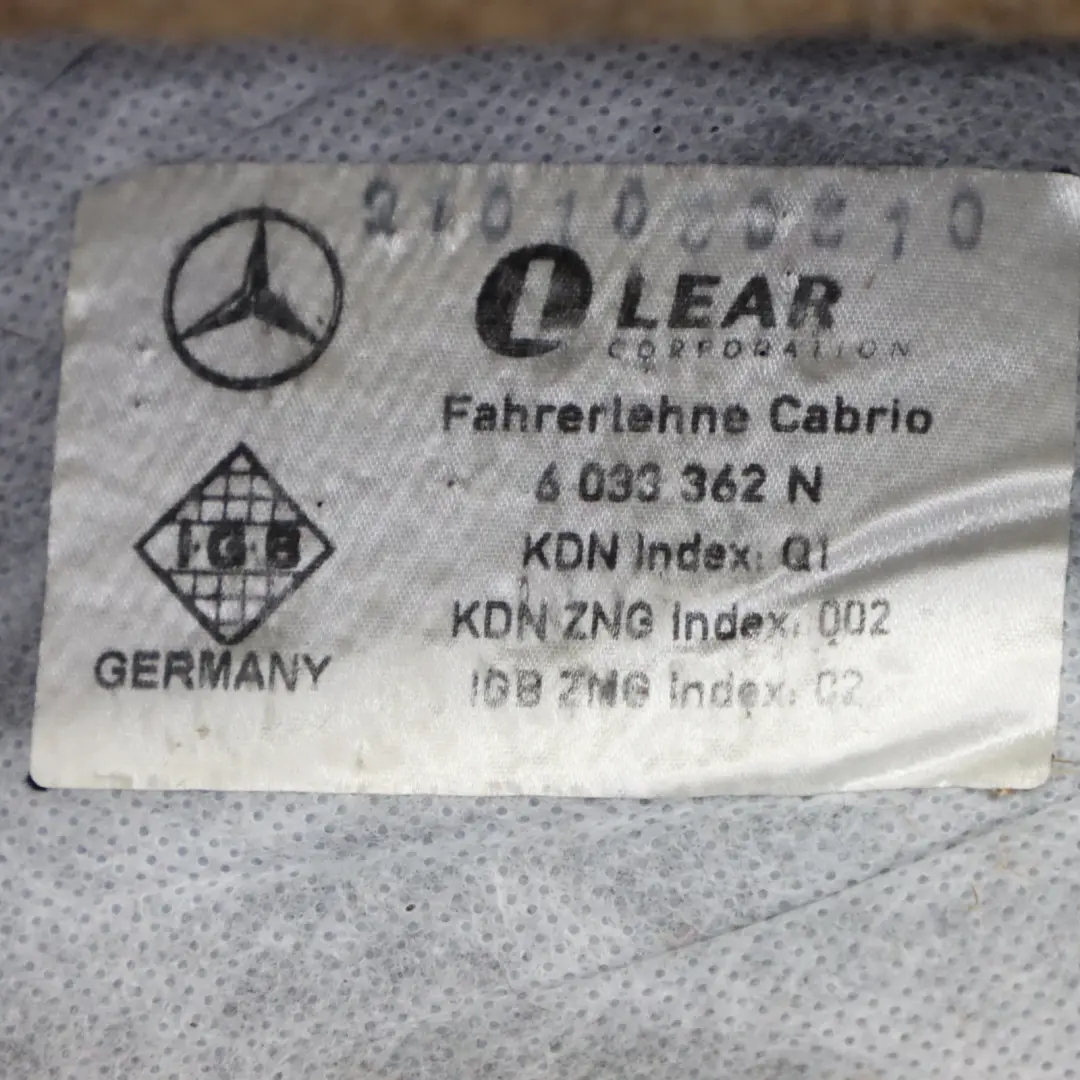 LEAR
CORPORATION
Fahrerlehne Cabrio
6 033 362 N
IGB
KDN Index: Q1
KDN ZNG Index: 002
GERMANY
IGB ZNG Index: 02